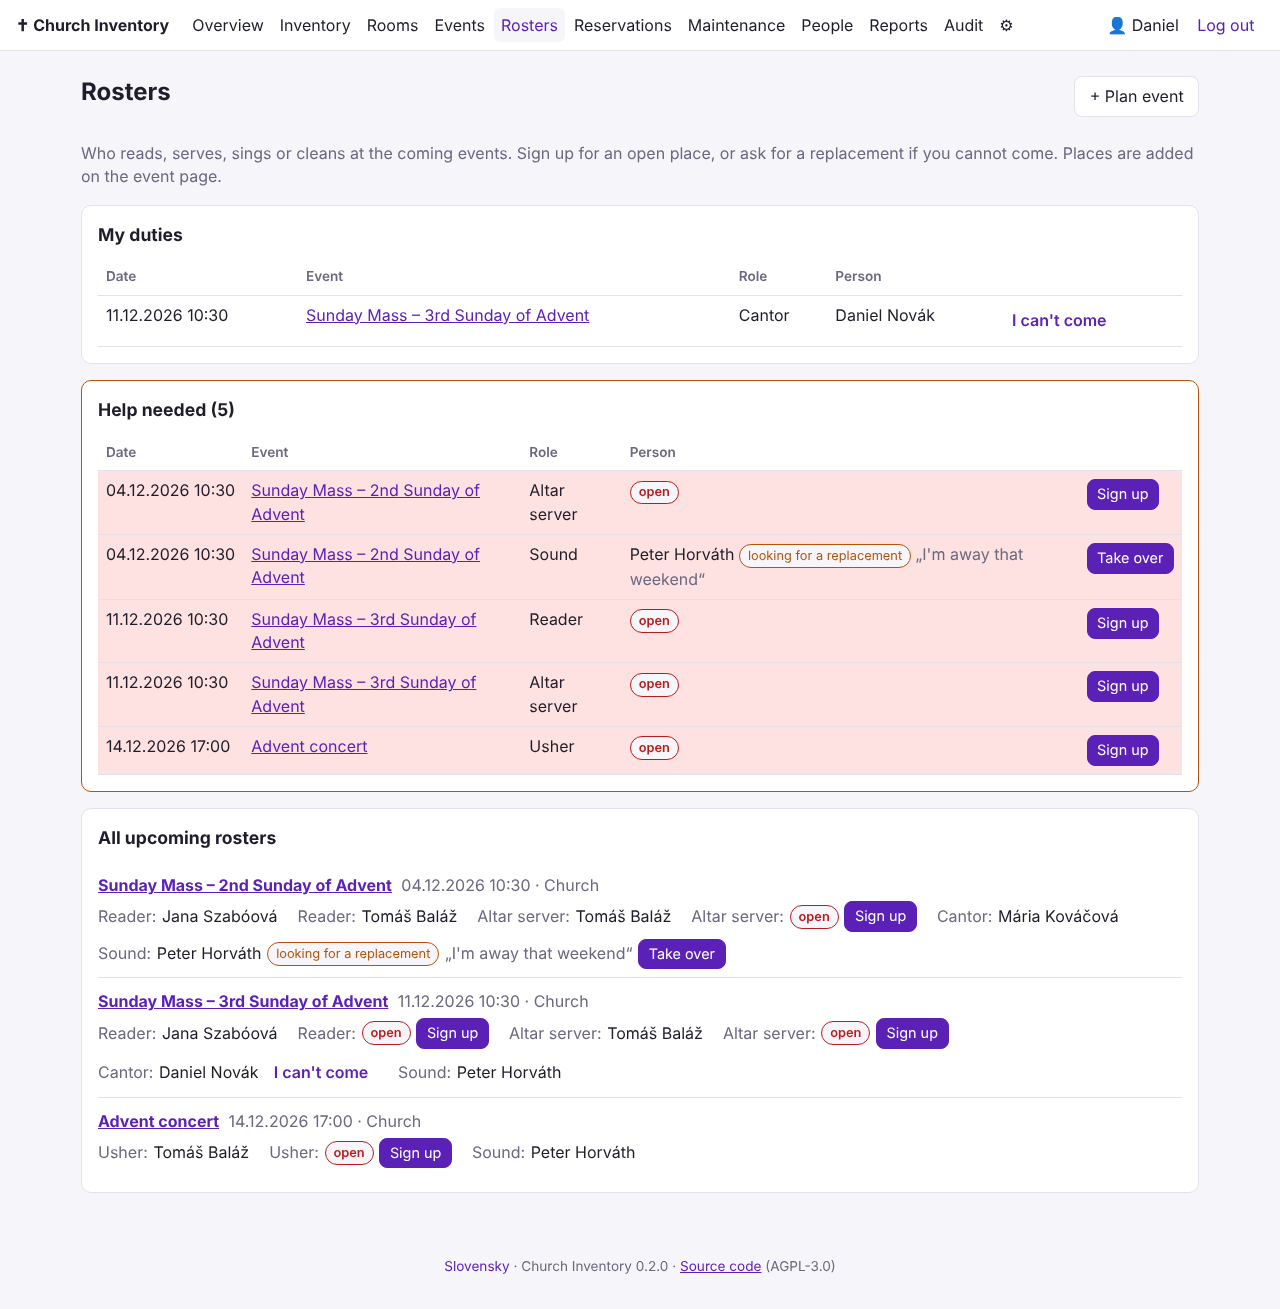 ✝ Church Inventory Overview Inventory Rooms Events Rosters Reservations Maintenance People Reports Audit ⚙ 👤 Daniel Log out
Rosters
+ Plan event
Who reads, serves, sings or cleans at the coming events. Sign up for an open place, or ask for a replacement if you cannot come. Places are added
on the event page.
My duties
Date Event Role Person
11.12.2026 10:30 Sunday Mass – 3rd Sunday of Advent Cantor Daniel Novák I can't come
Help needed (5)
Date Event Role Person
04.12.2026 10:30 Sunday Mass – 2nd Sunday of Altar open Sign up
Advent server
04.12.2026 10:30 Sunday Mass – 2nd Sunday of Sound Peter Horváth looking for a replacement „I'm away that Take over
Advent weekend“
11.12.2026 10:30 Sunday Mass – 3rd Sunday of Reader open Sign up
Advent
11.12.2026 10:30 Sunday Mass – 3rd Sunday of Altar open Sign up
Advent server
14.12.2026 17:00 Advent concert Usher open Sign up
All upcoming rosters
Sunday Mass – 2nd Sunday of Advent 04.12.2026 10:30 · Church
Reader: Jana Szabóová Reader: Tomáš Baláž Altar server: Tomáš Baláž Altar server: open Sign up Cantor: Mária Kováčová
Sound: Peter Horváth looking for a replacement „I'm away that weekend“ Take over
Sunday Mass – 3rd Sunday of Advent 11.12.2026 10:30 · Church
Reader: Jana Szabóová Reader: open Sign up Altar server: Tomáš Baláž Altar server: open Sign up
Cantor: Daniel Novák I can't come Sound: Peter Horváth
Advent concert 14.12.2026 17:00 · Church
Usher: Tomáš Baláž Usher: open Sign up Sound: Peter Horváth
Slovensky · Church Inventory 0.2.0 · Source code (AGPL-3.0)